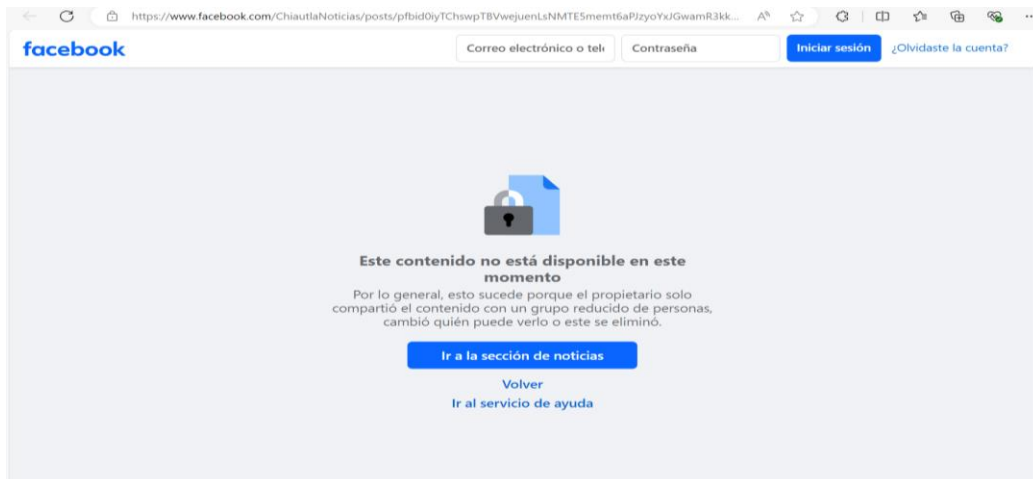 https://www.facebook.com/ChiautlaNoticias/posts/pfbid0iyTChswpT8VwejuenLsNMTE5memt6aPJzyoYxJGwamR3kk...
facebook
Correo electrónico o tele
Contraseña
Iniciar sesión
¿Olvidaste la cuenta?
Este contenido no está disponible en este
momento
Por lo general, esto sucede porque el propietario solo
compartió el contenido con un grupo reducido de personas,
cambió quién puede verlo o este se eliminó.
Ir a la sección de noticias
Volver
Ir al servicio de ayuda